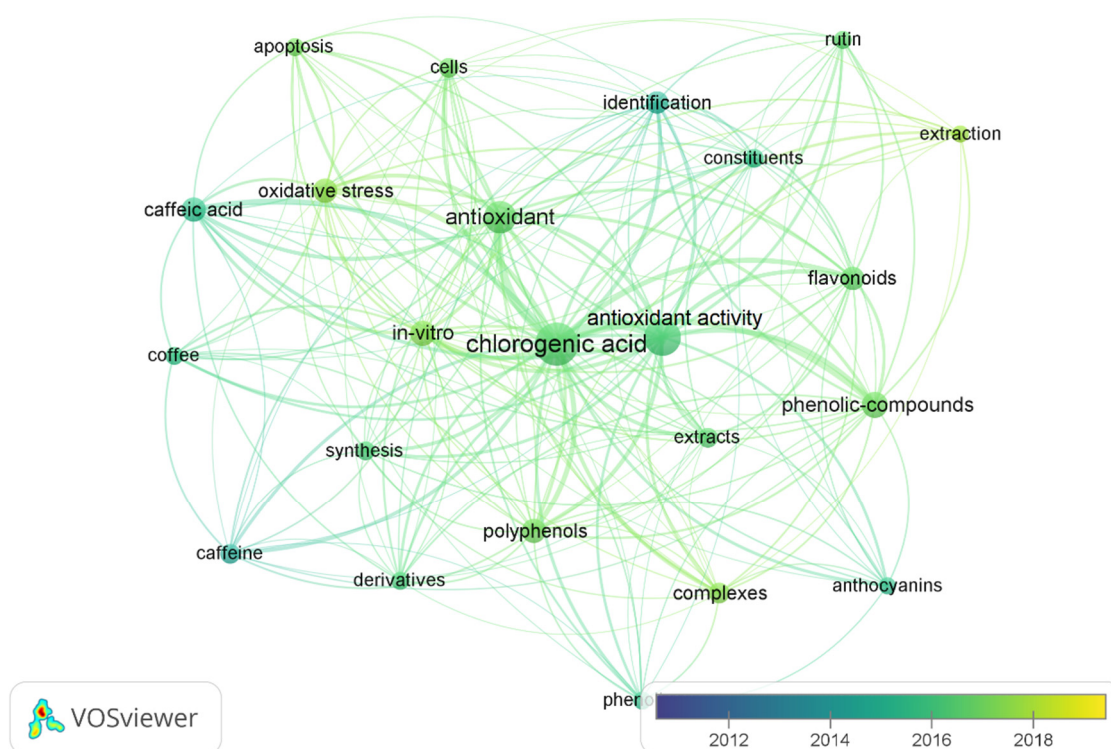 rutin
apoptosis
cells
identification
extraction
constituents
oxidative stress
caffeic acid
antioxidant
flavonoids
antioxidant activity
in-vitro
chlorogenic acid
coffee
phenolic-compounds
extracts
synthesis
polyphenols
caffeine
derivatives
anthocyanins
complexes
VOSviewer
2012 2014 2016 2018